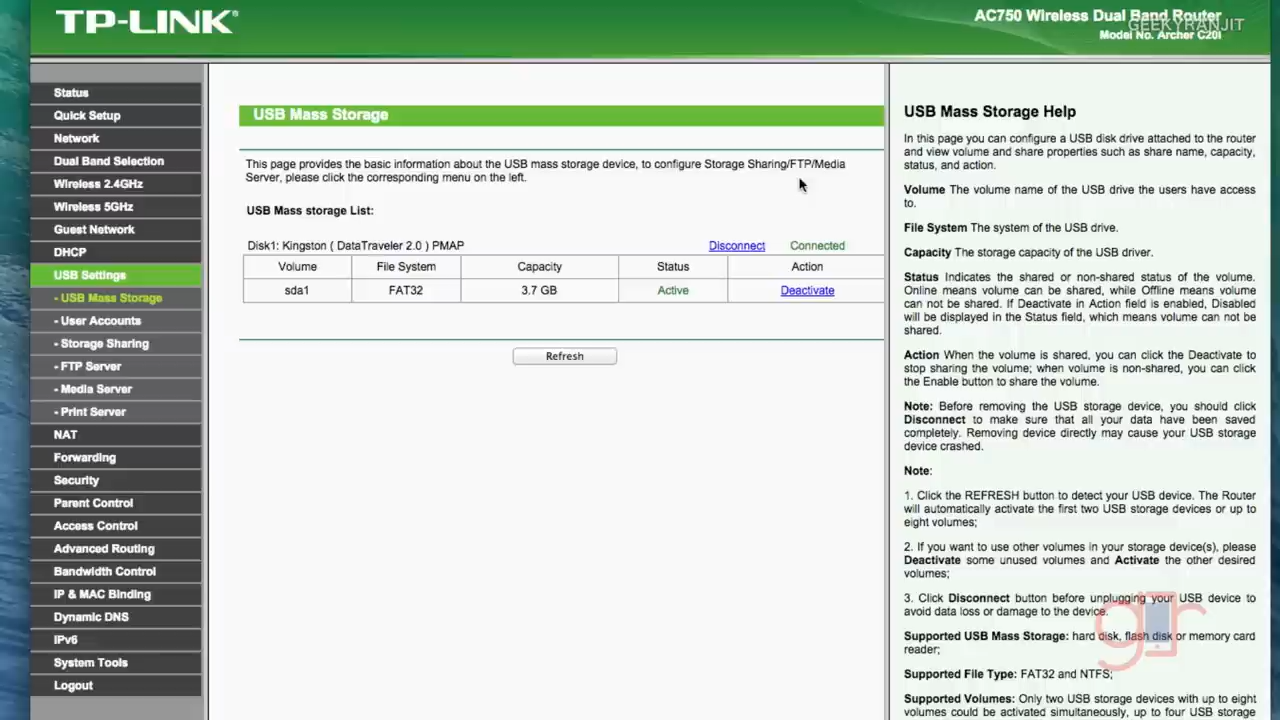 TP-LINK®
AC750 Wireless Dual Band Router
GEEKYRANJIT
Model No. Archer C20i
Status
Quick Setup
Network
Dual Band Selection
Wireless 2.4GHz
Wireless 5GHz
Guest Network
DHCP
USB Settings
- USB Mass Storage
- User Accounts
- Storage Sharing
- FTP Server
- Media Server
- Print Server
NAT
Forwarding
Security
Parent Control
Access Control
Advanced Routing
Bandwidth Control
IP & MAC Binding
Dynamic DNS
IPv6
System Tools
Logout
USB Mass Storage
This page provides the basic information about the USB mass storage device, to configure Storage Sharing/FTP/Media
Server, please click the corresponding menu on the left.
USB Mass storage List:
Disk1: Kingston ( DataTraveler 2.0 ) PMAP Disconnect Connected
Volume File System Capacity Status Action
sda1 FAT32 3.7 GB Active Deactivate
Refresh
USB Mass Storage Help
In this page you can configure a USB disk drive attached to the router
and view volume and share properties such as share name, capacity,
status, and action.
Volume The volume name of the USB drive the users have access
to.
File System The system of the USB drive.
Capacity The storage capacity of the USB driver.
Status Indicates the shared or non-shared status of the volume.
Online means volume can be shared, while Offline means volume
can not be shared. If Deactivate in Action field is enabled, Disabled
will be displayed in the Status field, which means volume can not be
shared.
Action When the volume is shared, you can click the Deactivate to
stop sharing the volume; when volume is non-shared, you can click
the Enable button to share the volume.
Note: Before removing the USB storage device, you should click
Disconnect to make sure that all your data have been saved
completely. Removing device directly may cause your USB storage
device crashed.
Note:
1. Click the REFRESH button to detect your USB device. The Router
will automatically activate the first two USB storage devices or up to
eight volumes;
2. If you want to use other volumes in your storage device(s), please
Deactivate some unused volumes and Activate the other desired
volumes;
3. Click Disconnect button before unplugging your USB device to
avoid data loss or damage to the device.
gr
Supported USB Mass Storage: hard disk, flash disk or memory card
reader;
Supported File Type: FAT32 and NTFS;
Supported Volumes: Only two USB storage devices with up to eight
volumes could be activated simultaneously, up to four USB storage